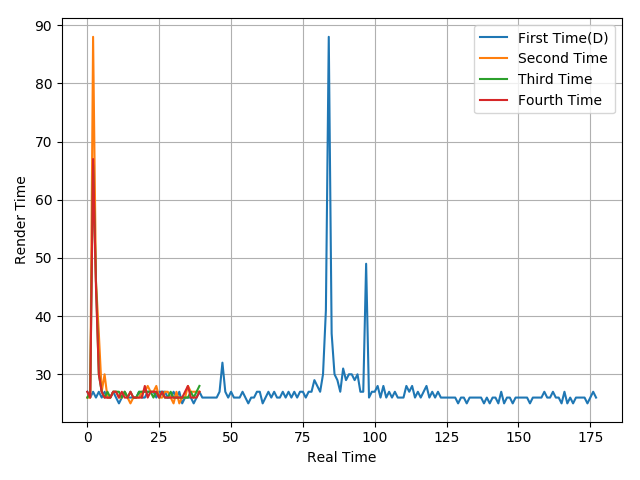 First Time(D)
Second Time
Third Time
Fourth Time
90
80
70
60
50
40
30
Render Time
0 25 50 75 100 125 150 175
Real Time